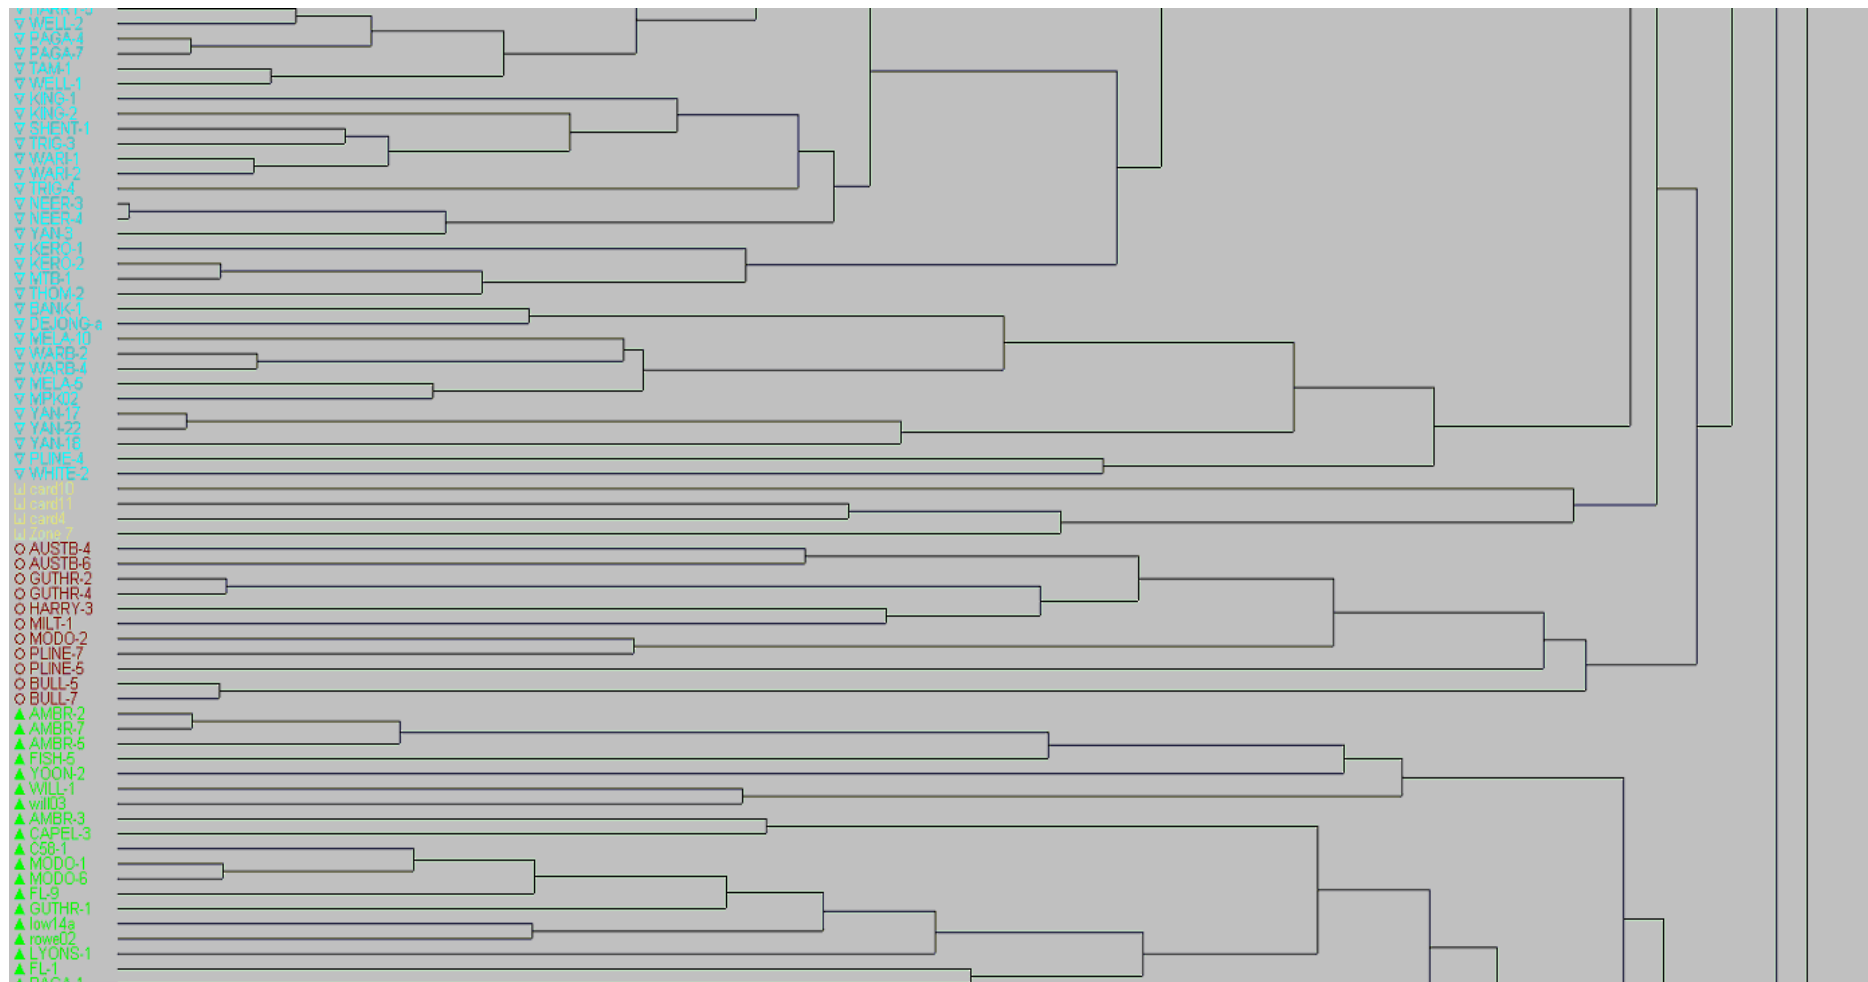 HARRY-5
WELL-2
PAGA-4
PAGA-7
TAM-1
WELL-1
KING-1
KING-2
SHENT-1
TRIG-3
WARI-1
WARI-2
TRIG-4
NEER-3
NEER-4
YAN-3
KERO-1
KERO-2
MTB-1
THOM-2
BANK-1
DEJONG-a
MELA-10
WARB-2
WARB-4
MELA-5
MPK02
YAN-17
YAN-22
YAN-18
PLINE-4
WHITE-2
card10
card11
card4
Zone 7
AUSTB-4
AUSTB-6
GUTHR-2
GUTHR-4
HARRY-3
MILT-1
MODO-2
PLINE-7
PLINE-5
BULL-5
BULL-7
AMBR-2
AMBR-7
AMBR-5
FISH-5
YOON-2
WILL-1
will03
AMBR-3
CAPEL-3
C58-1
MODO-1
MODO-6
FL-9
GUTHR-1
low14a
rowe02
LYONS-1
FL-1